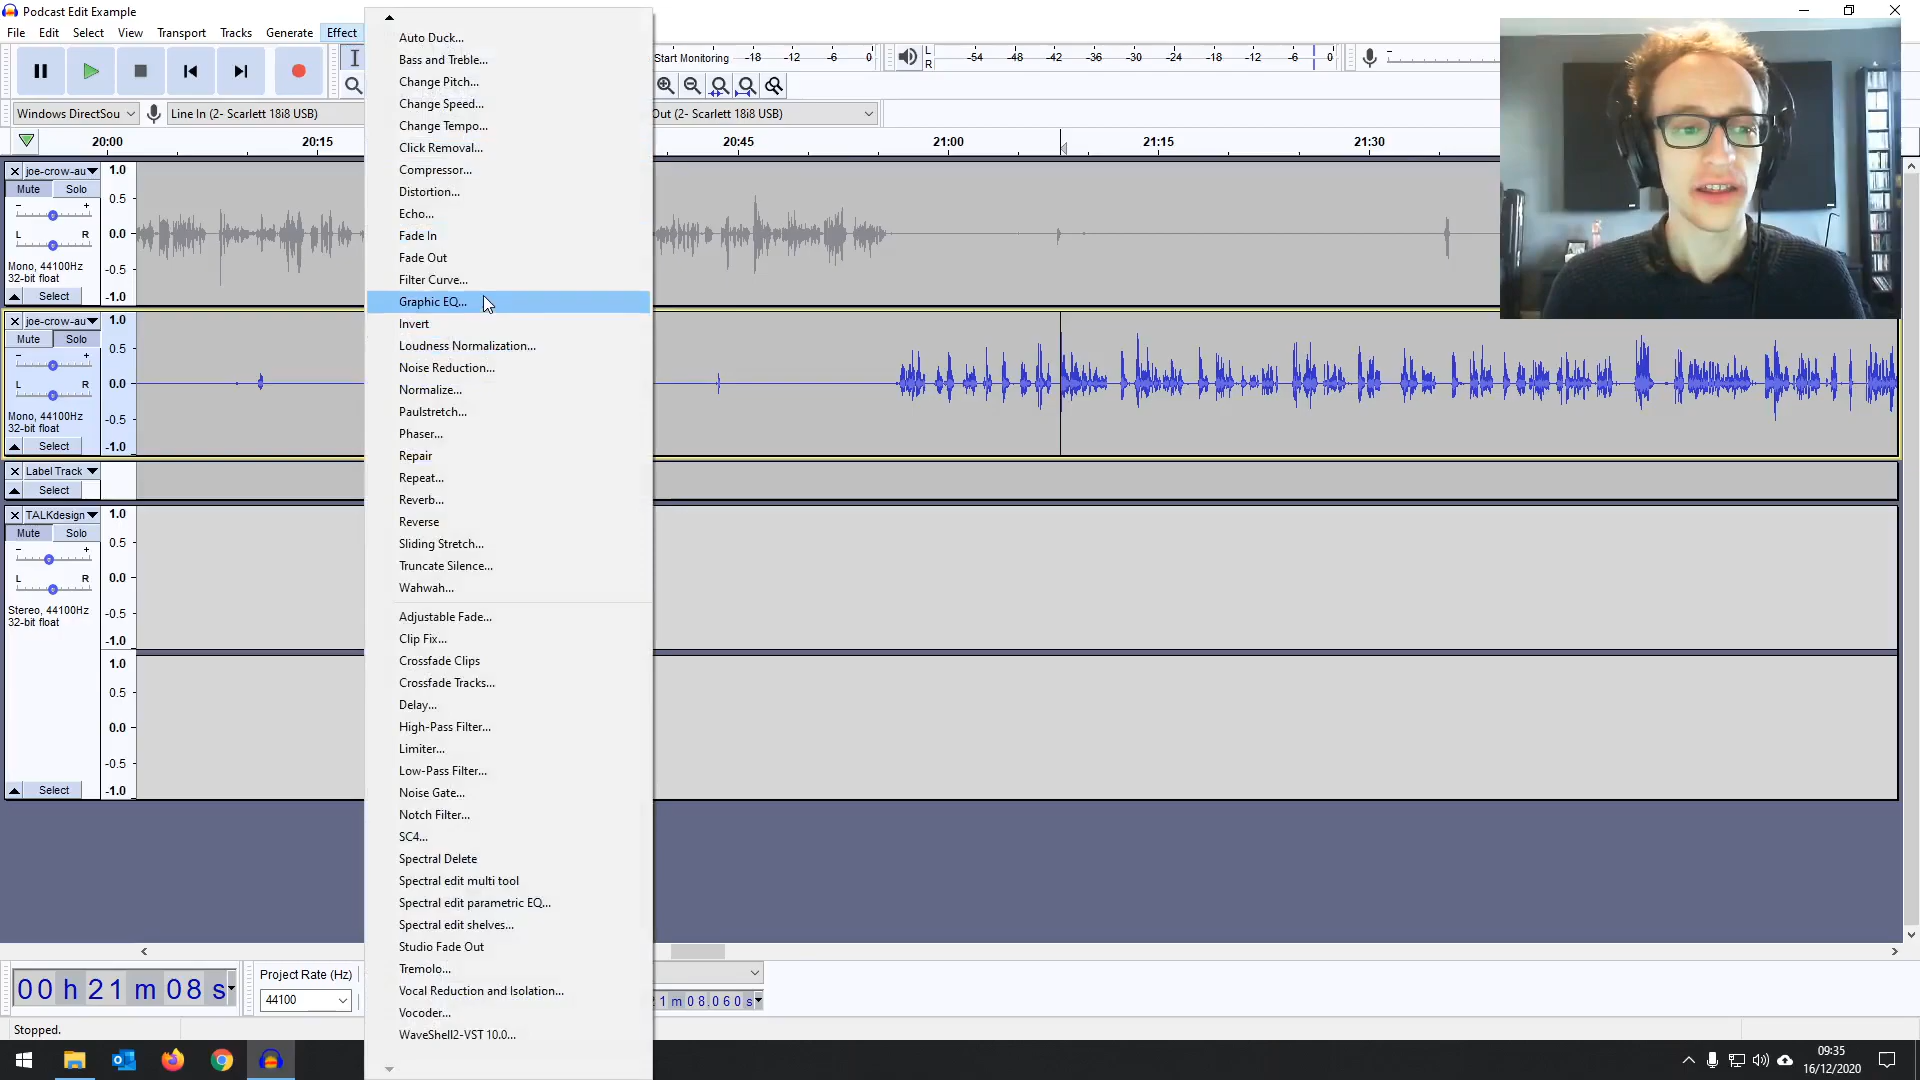 Podcast Edit Example
File Edit Select View Transport Tracks Generate Effect
Start Monitoring -18 -12 -6 0
L
R
-54 -48 -42 -36 -30 -24 -18 -12 -6 0
Windows DirectSou
Line In (2- Scarlett 18i8 USB)
Out (2- Scarlett 18i8 USB)
20:00 20:15 20:45 21:00 21:15 21:30
joe-crow-au
Mute Solo
- +
L R
Mono, 44100Hz
32-bit float
Select
1.0
0.5
0.0
-0.5
-1.0
joe-crow-au
Mute Solo
- +
L R
Mono, 44100Hz
32-bit float
Select
1.0
0.5
0.0
-0.5
-1.0
Label Track
Select
TALKdesign
Mute Solo
- +
L R
Stereo, 44100Hz
32-bit float
Select
1.0
0.5
0.0
-0.5
-1.0
1.0
0.5
0.0
-0.5
-1.0
Auto Duck...
Bass and Treble...
Change Pitch...
Change Speed...
Change Tempo...
Click Removal...
Compressor...
Distortion...
Echo...
Fade In
Fade Out
Filter Curve...
Graphic EQ...
Invert
Loudness Normalization...
Noise Reduction...
Normalize...
Paulstretch...
Phaser...
Repair
Repeat...
Reverb...
Reverse
Sliding Stretch...
Truncate Silence...
Wahwah...
Adjustable Fade...
Clip Fix...
Crossfade Clips
Crossfade Tracks...
Delay...
High-Pass Filter...
Limiter...
Low-Pass Filter...
Noise Gate...
Notch Filter...
SC4...
Spectral Delete
Spectral edit multi tool
Spectral edit parametric EQ...
Spectral edit shelves...
Studio Fade Out
Tremolo...
Vocal Reduction and Isolation...
Vocoder...
WaveShell2-VST 10.0...
00 h 21 m 08 s
Project Rate (Hz)
44100
1 m 08.060 s
Stopped.
09:35
16/12/2020